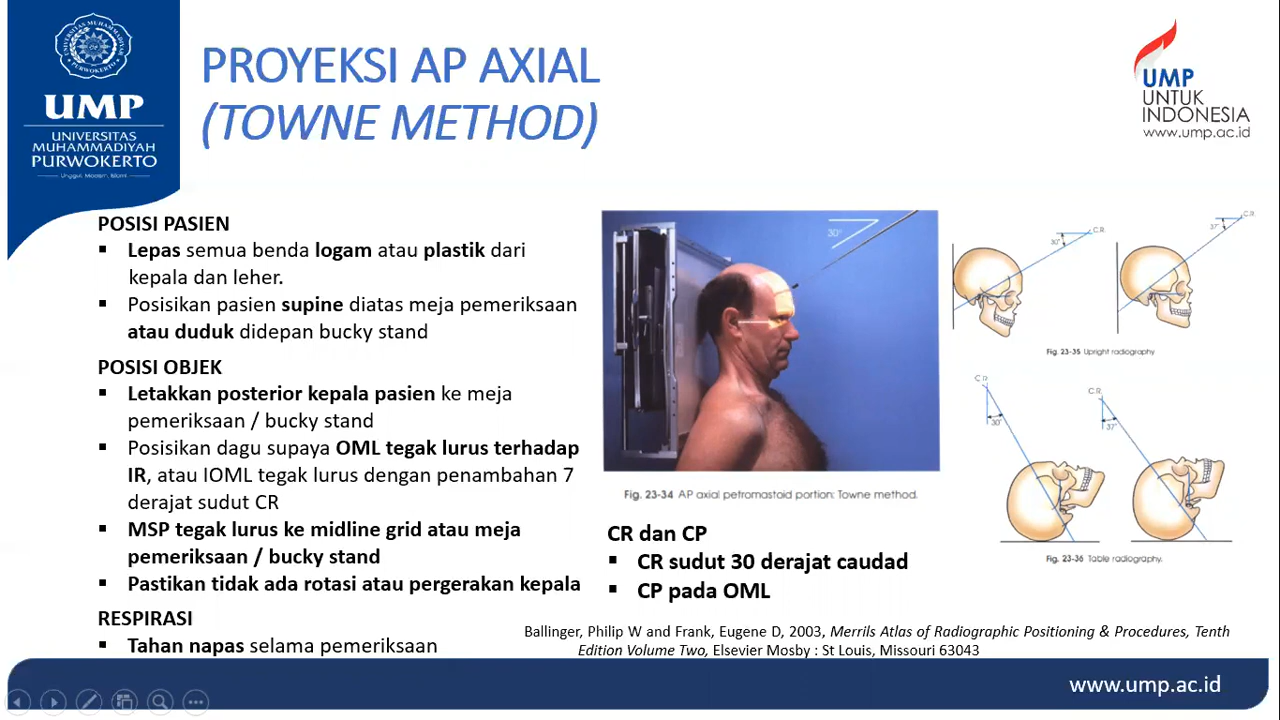 PROYEKSI AP AXIAL
(TOWNE METHOD)
UMP
UNIVERSITAS
MUHAMMADIYAH
PURWOKERTO
Unggul, Modern, Islami
UMP
UNTUK
INDONESIA
www.ump.ac.id
POSISI PASIEN
▪ Lepas semua benda logam atau plastik dari
kepala dan leher.
▪ Posisikan pasien supine diatas meja pemeriksaan
atau duduk didepan bucky stand
POSISI OBJEK
▪ Letakkan posterior kepala pasien ke meja
pemeriksaan / bucky stand
▪ Posisikan dagu supaya OML tegak lurus terhadap
IR, atau IOML tegak lurus dengan penambahan 7
derajat sudut CR
▪ MSP tegak lurus ke midline grid atau meja
pemeriksaan / bucky stand
▪ Pastikan tidak ada rotasi atau pergerakan kepala
RESPIRASI
▪ Tahan napas selama pemeriksaan
30°
Fig. 23-34 AP axial petromastoid portion: Towne method.
C.R.
30°
C.R.
37°
Fig. 23-35 Upright radiography
C.R.
30°
C.R.
37°
Fig. 23-36 Table radiography.
CR dan CP
▪ CR sudut 30 derajat caudad
▪ CP pada OML
Ballinger, Philip W and Frank, Eugene D, 2003, Merrils Atlas of Radiographic Positioning & Procedures, Tenth
Edition Volume Two, Elsevier Mosby : St Louis, Missouri 63043
www.ump.ac.id